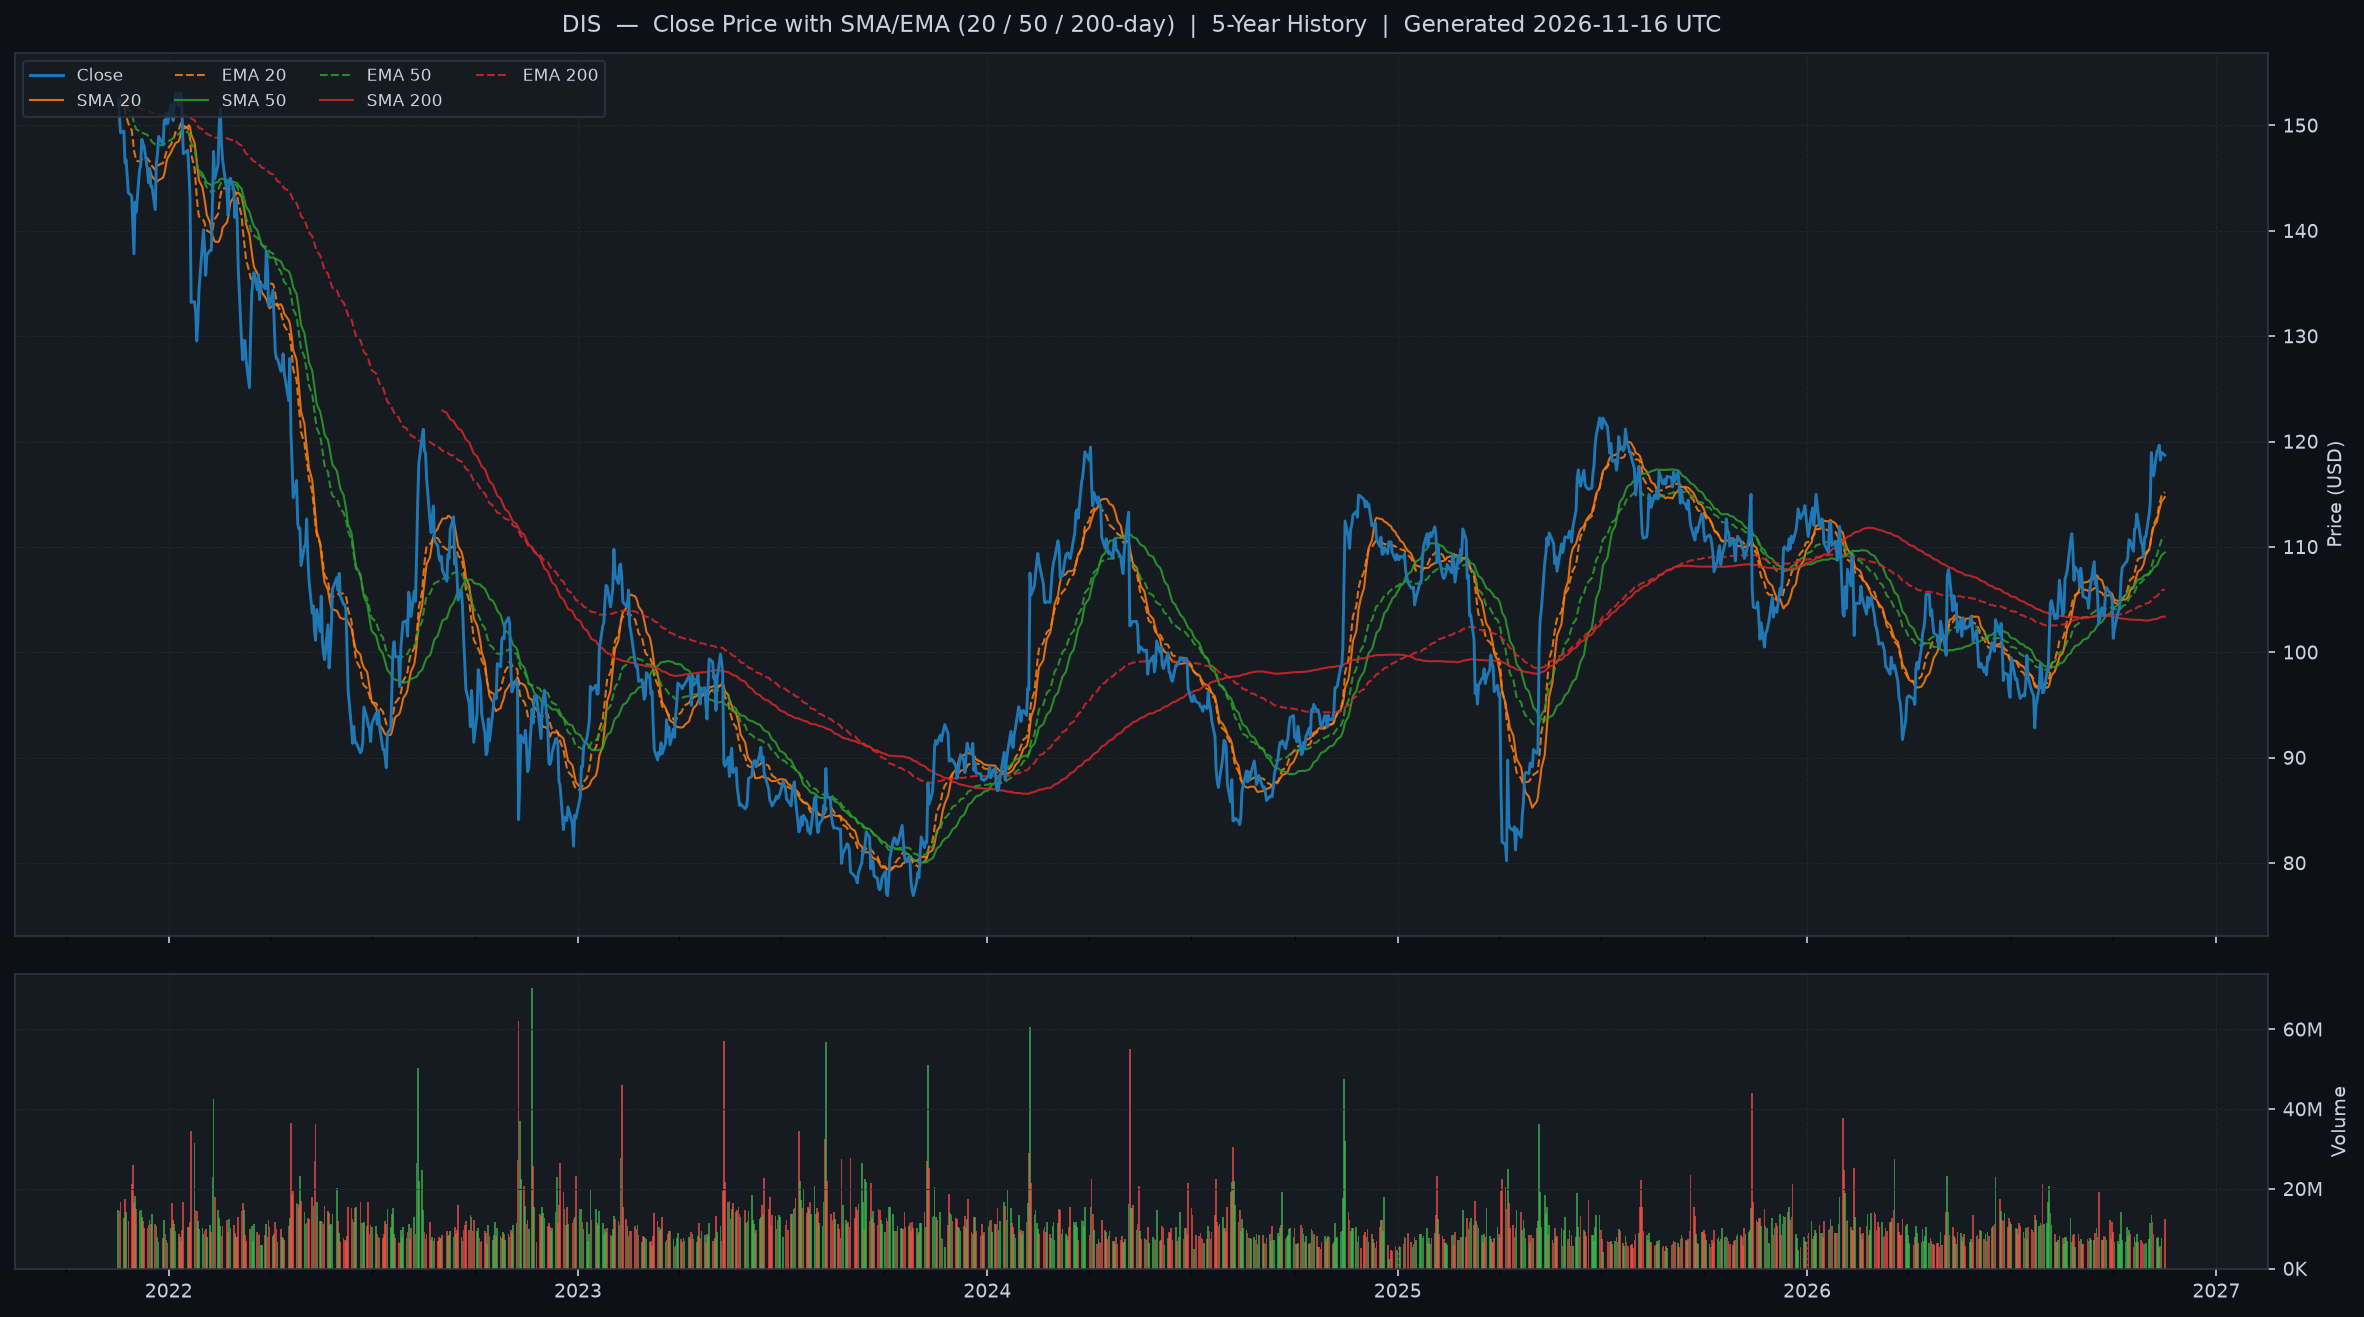 DIS — Close Price with SMA/EMA (20 / 50 / 200-day) | 5-Year History | Generated 2026-11-16 UTC
Close EMA 20 EMA 50 EMA 200
SMA 20 SMA 50 SMA 200
150
140
130
120
110
100
90
80
Price (USD)
60M
40M
20M
0K
Volume
2022 2023 2024 2025 2026 2027